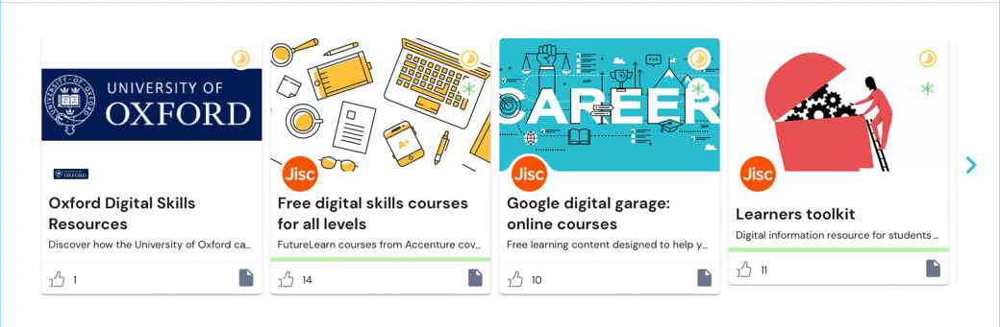 UNIVERSITY OF
OXFORD
Oxford Digital Skills
Resources
Discover how the University of Oxford ca...
1
A+
Jisc
Free digital skills courses
for all levels
FutureLearn courses from Accenture cov...
14
CAREER
Jisc
Google digital garage:
online courses
Free learning content designed to help y...
10
Jisc
Learners toolkit
Digital information resource for students ...
11